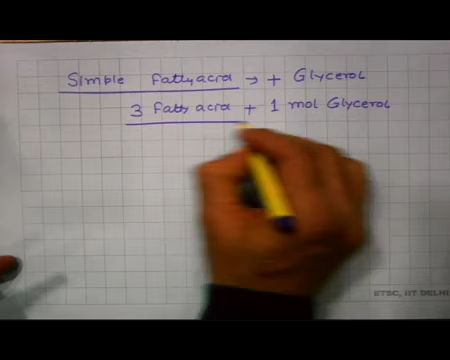 Simble Fattyacid → + Glycerol
3 Fatty acid + 1 mol Glycerol
ETSC, IIT DELHI